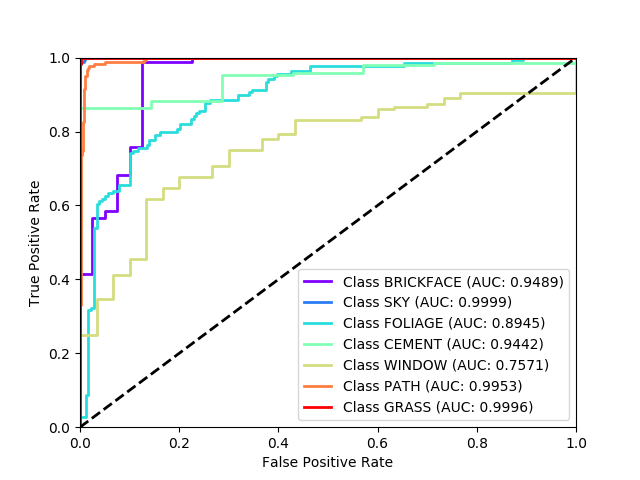 1.0
0.8
0.6
0.4
0.2
0.0
True Positive Rate
Class BRICKFACE (AUC: 0.9489)
Class SKY (AUC: 0.9999)
Class FOLIAGE (AUC: 0.8945)
Class CEMENT (AUC: 0.9442)
Class WINDOW (AUC: 0.7571)
Class PATH (AUC: 0.9953)
Class GRASS (AUC: 0.9996)
0.0 0.2 0.4 0.6 0.8 1.0
False Positive Rate